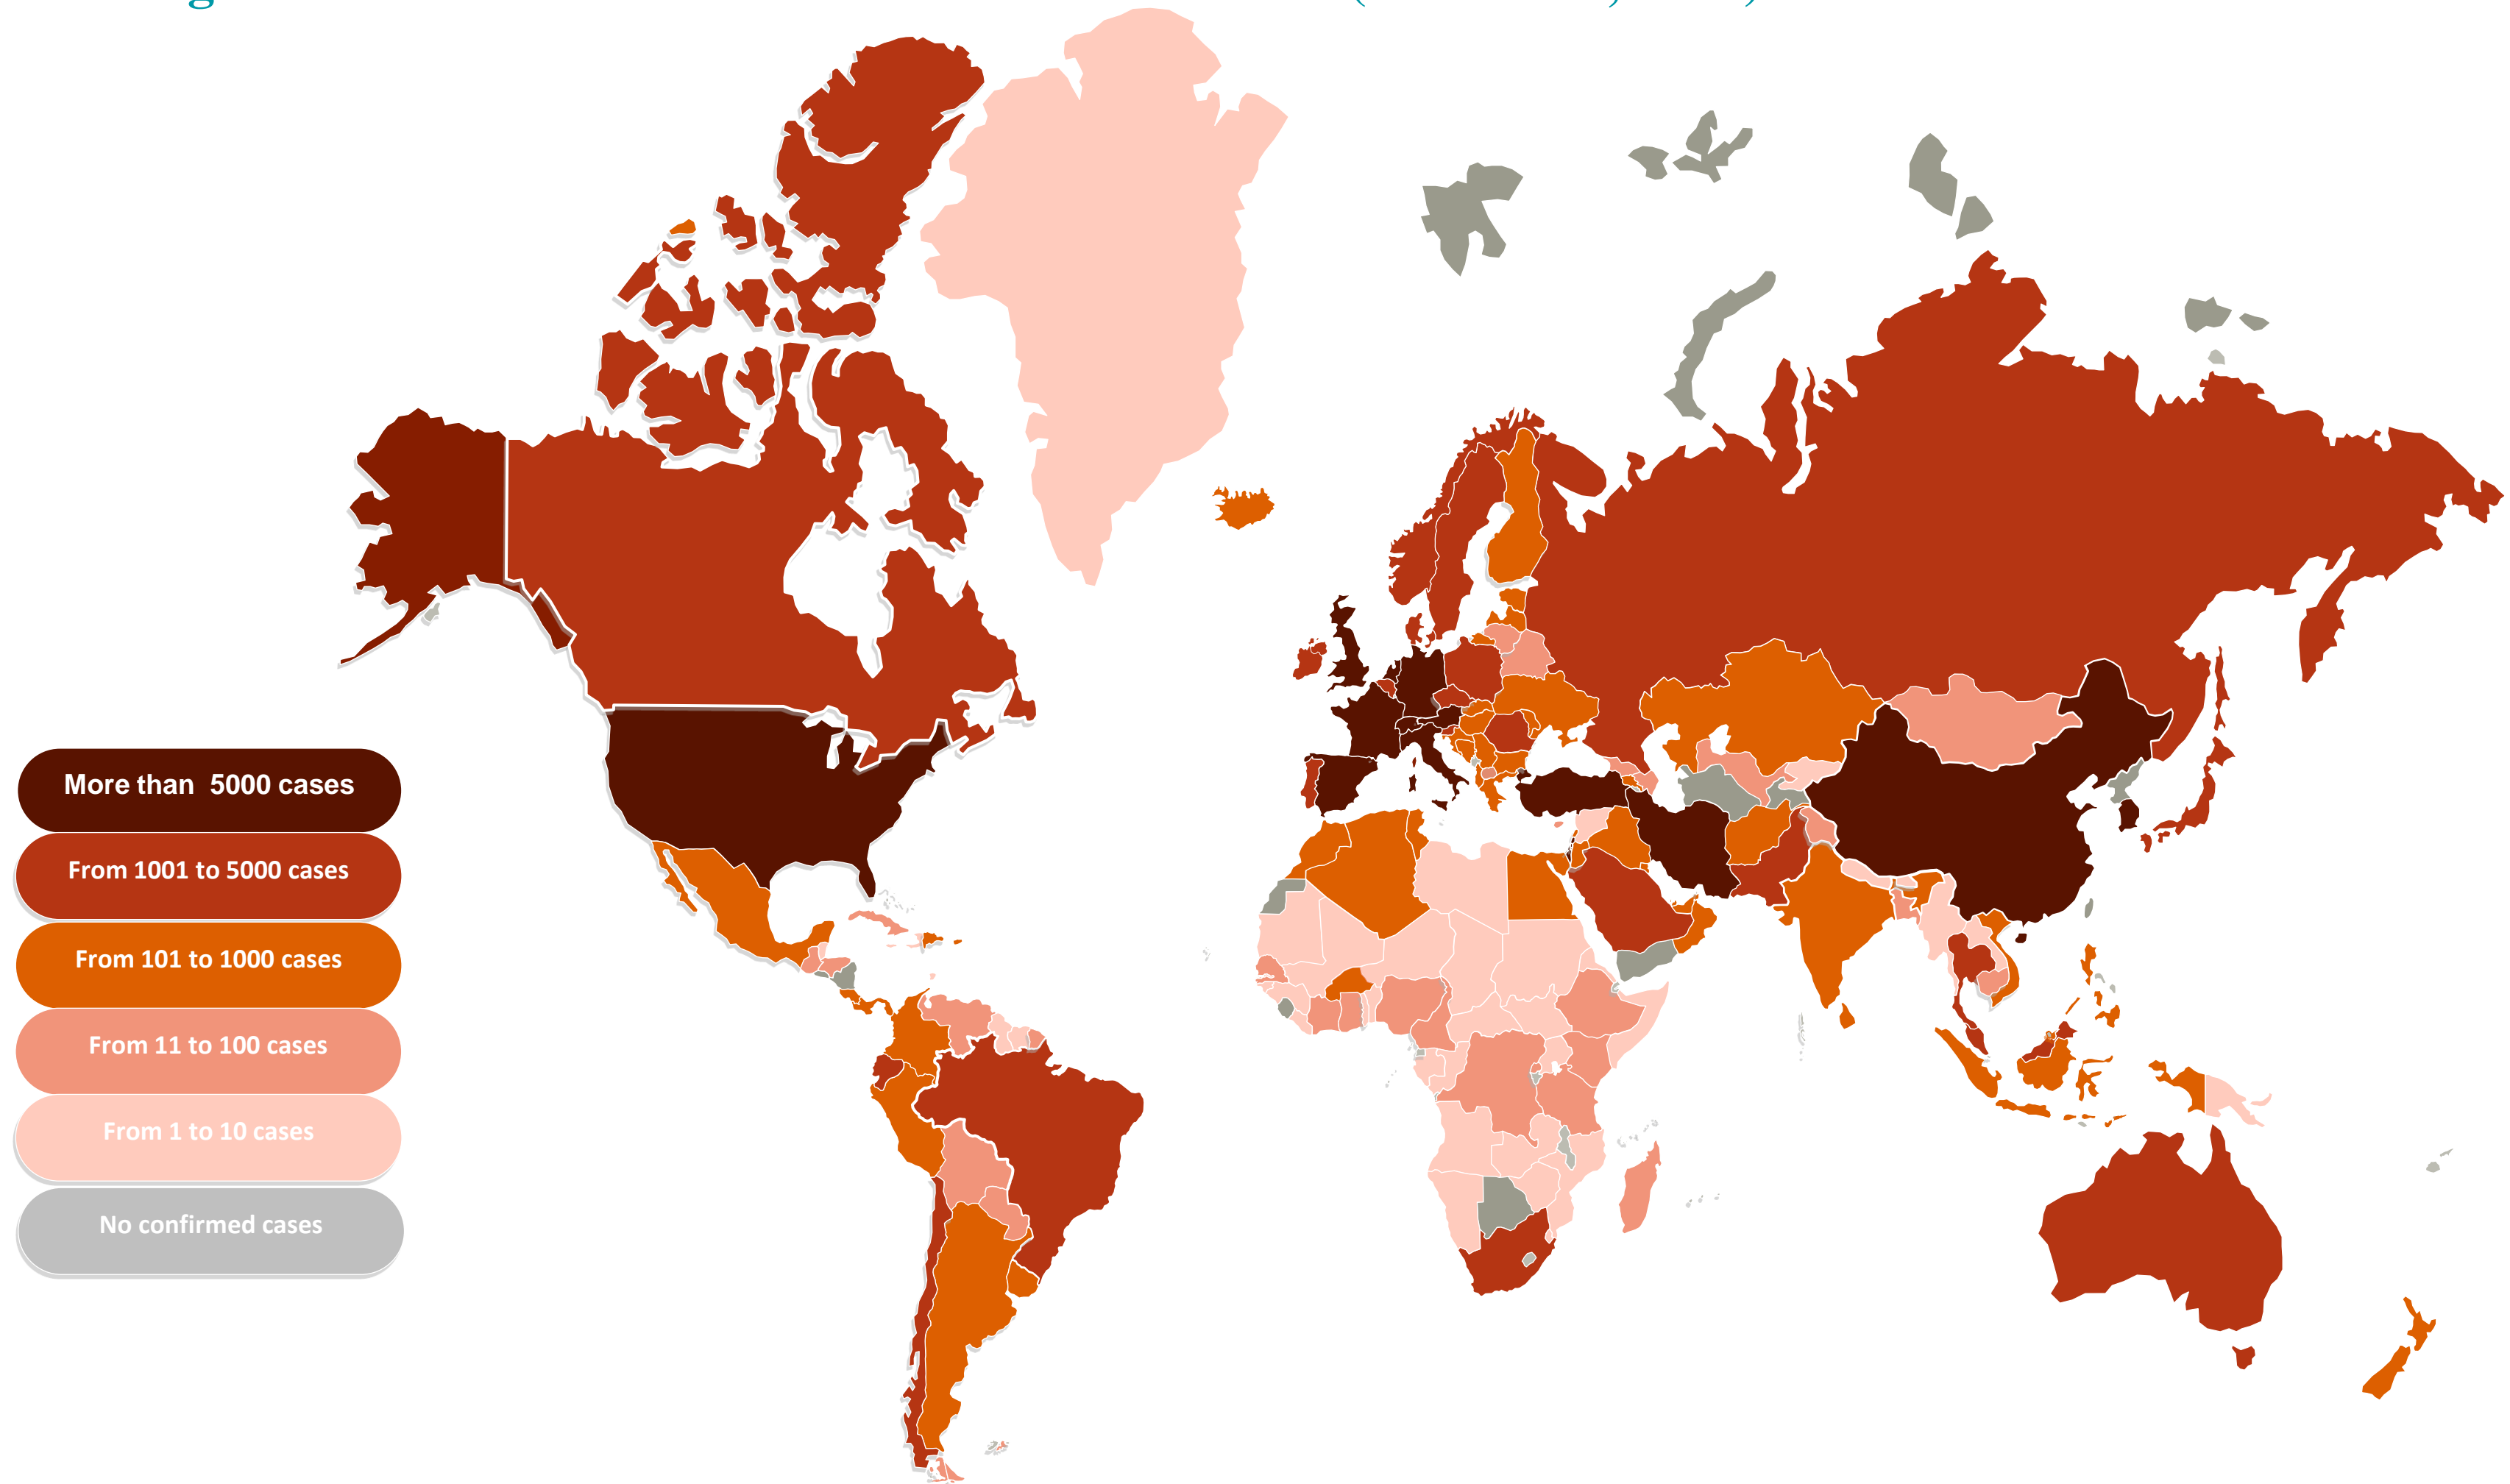 More than 5000 cases
From 1001 to 5000 cases
From 101 to 1000 cases
From 11 to 100 cases
From 1 to 10 cases
No confirmed cases